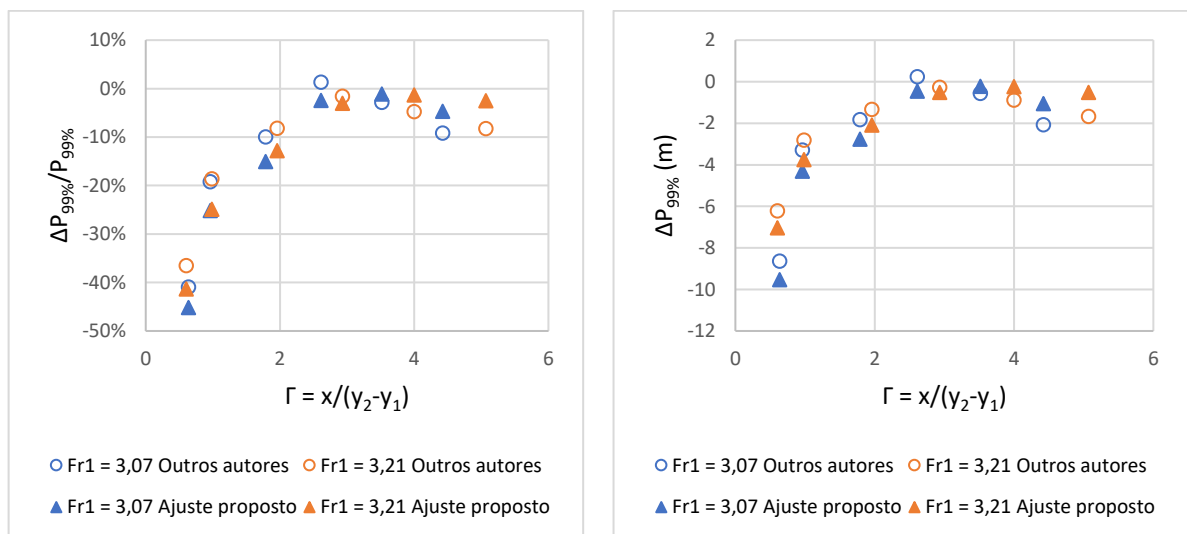 10%
0%
-10%
-20%
-30%
-40%
-50%
ΔP99%/P99%
0 2 4 6
Γ = x/(y2-y1)
Fr1 = 3,07 Outros autores Fr1 = 3,21 Outros autores
Fr1 = 3,07 Ajuste proposto Fr1 = 3,21 Ajuste proposto
2
0
-2
-4
-6
-8
-10
-12
ΔP99% (m)
0 2 4 6
Γ = x/(y2-y1)
Fr1 = 3,07 Outros autores Fr1 = 3,21 Outros autores
Fr1 = 3,07 Ajuste proposto Fr1 = 3,21 Ajuste proposto